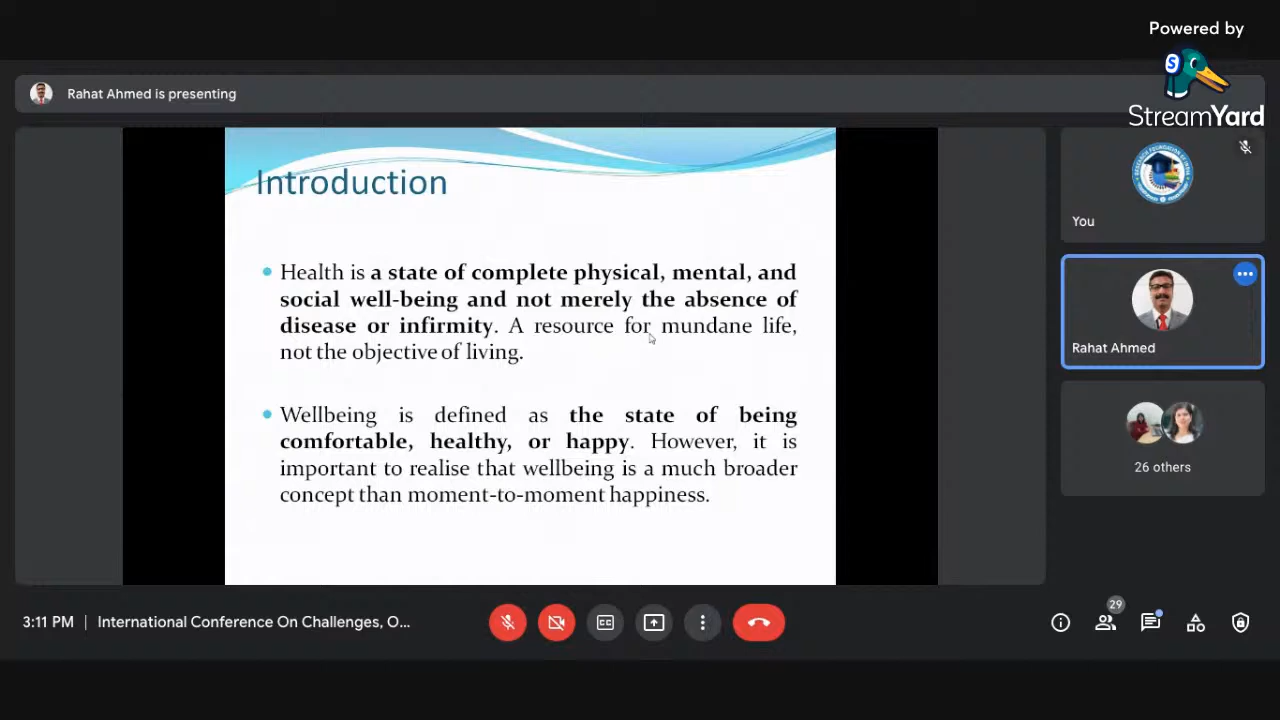 Powered by
StreamYard
Rahat Ahmed is presenting
Introduction
Health is a state of complete physical, mental, and
social well-being and not merely the absence of
disease or infirmity. A resource for mundane life,
not the objective of living.
Wellbeing is defined as the state of being
comfortable, healthy, or happy. However, it is
important to realise that wellbeing is a much broader
concept than moment-to-moment happiness.
You
Rahat Ahmed
26 others
3:11 PM | International Conference On Challenges, O...
29